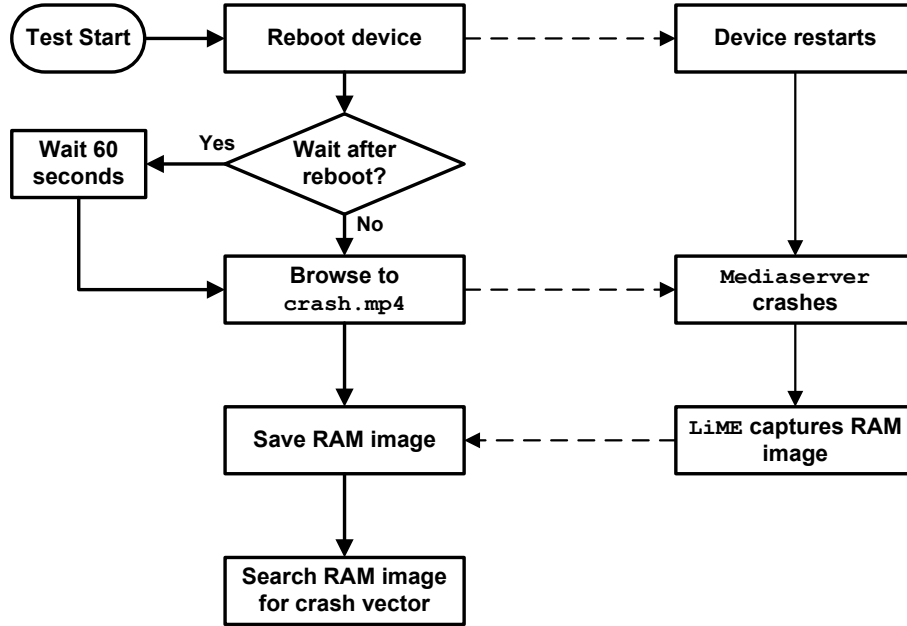 Test Start
Reboot device
Device restarts
Yes
Wait 60
seconds
Wait after
reboot?
No
Browse to
crash.mp4
Mediaserver
crashes
Save RAM image
LiME captures RAM
image
Search RAM image
for crash vector